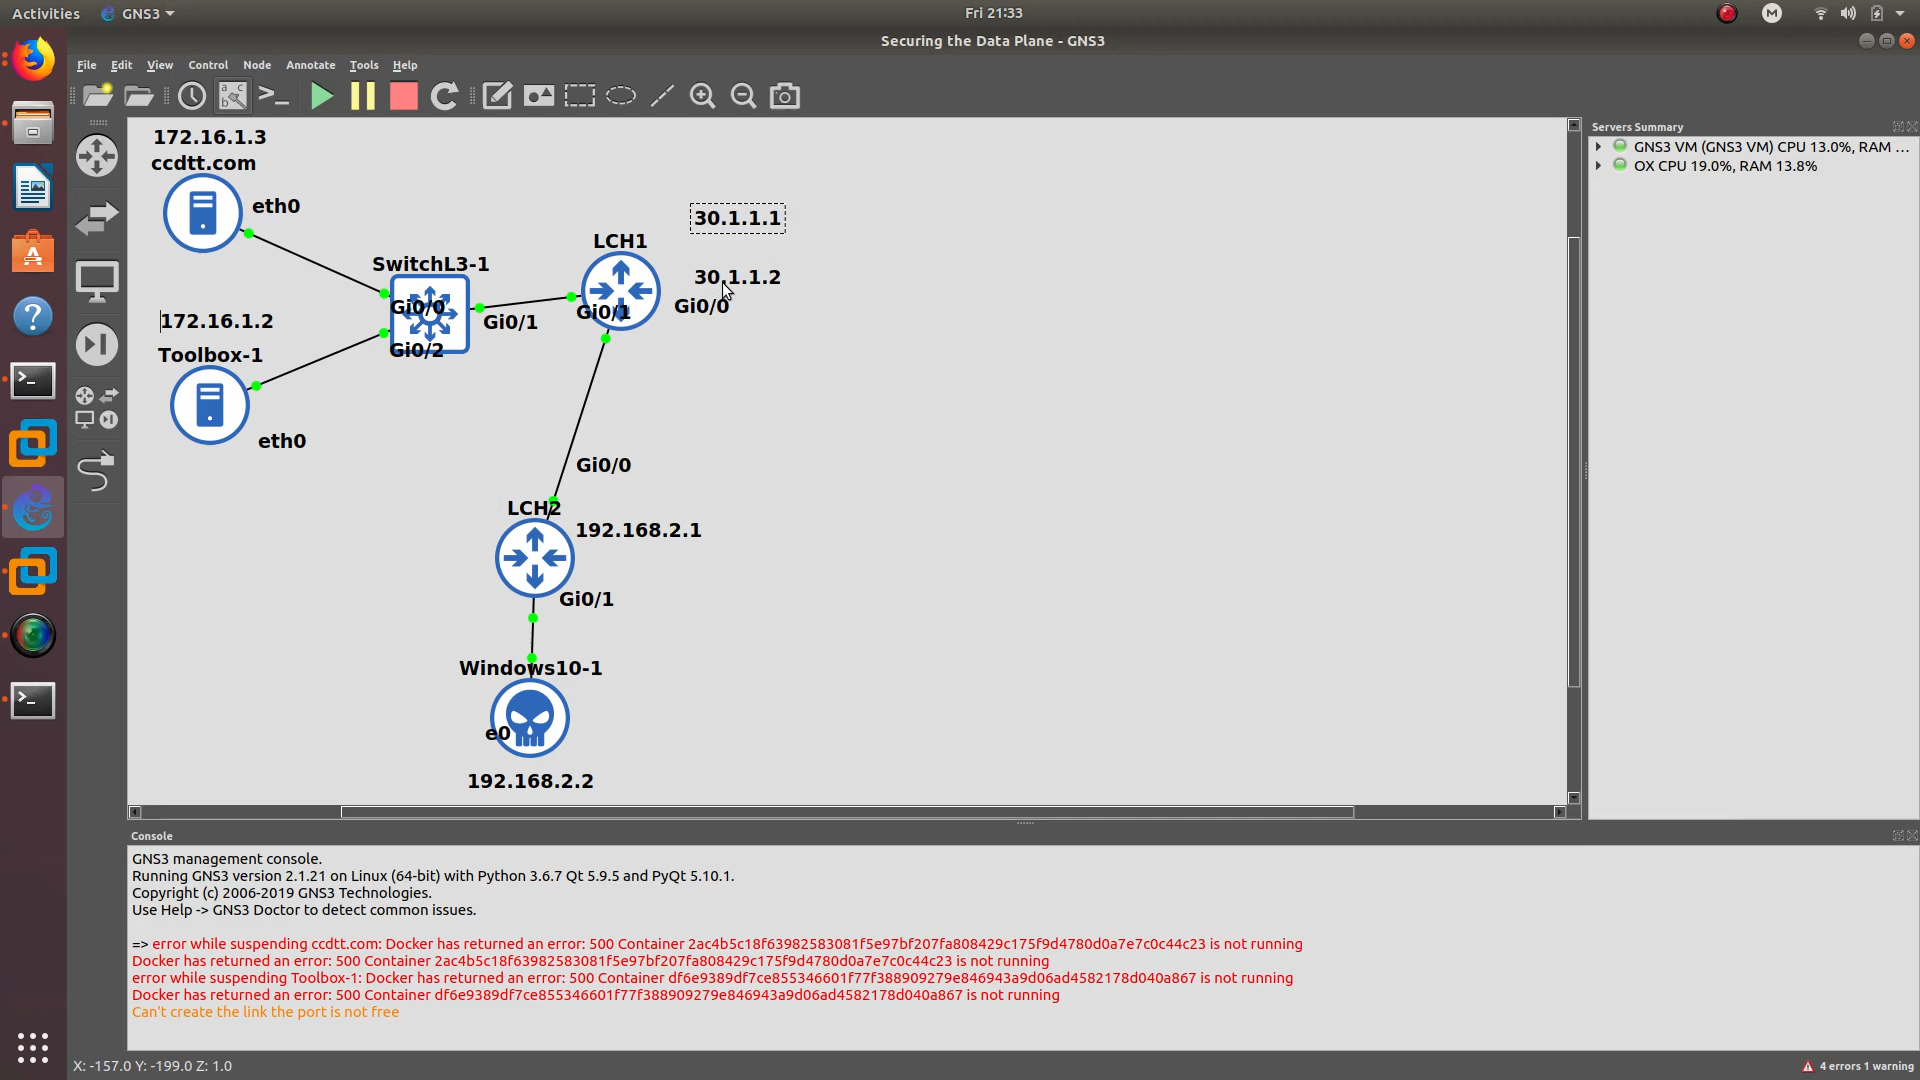 Activities
GNS3
Fri 21:33
M
Securing the Data Plane - GNS3
File Edit View Control Node Annotate Tools Help
172.16.1.3
ccdtt.com
eth0
30.1.1.1
LCH1
SwitchL3-1
30.1.1.2
Gi0/0
Gi0/1
Gi0/0
Gi0/1
172.16.1.2
Gi0/2
Toolbox-1
eth0
Gi0/0
LCH2
192.168.2.1
Gi0/1
Windows10-1
e0
192.168.2.2
Servers Summary
GNS3 VM (GNS3 VM) CPU 13.0%, RAM ...
OX CPU 19.0%, RAM 13.8%
Console
GNS3 management console.
Running GNS3 version 2.1.21 on Linux (64-bit) with Python 3.6.7 Qt 5.9.5 and PyQt 5.10.1.
Copyright (c) 2006-2019 GNS3 Technologies.
Use Help -> GNS3 Doctor to detect common issues.
=> error while suspending ccdtt.com: Docker has returned an error: 500 Container 2ac4b5c18f63982583081f5e97bf207fa808429c175f9d4780d0a7e7c0c44c23 is not running
Docker has returned an error: 500 Container 2ac4b5c18f63982583081f5e97bf207fa808429c175f9d4780d0a7e7c0c44c23 is not running
error while suspending Toolbox-1: Docker has returned an error: 500 Container df6e9389df7ce855346601f77f388909279e846943a9d06ad4582178d040a867 is not running
Docker has returned an error: 500 Container df6e9389df7ce855346601f77f388909279e846943a9d06ad4582178d040a867 is not running
Can't create the link the port is not free
X: -157.0 Y: -199.0 Z: 1.0
4 errors 1 warning